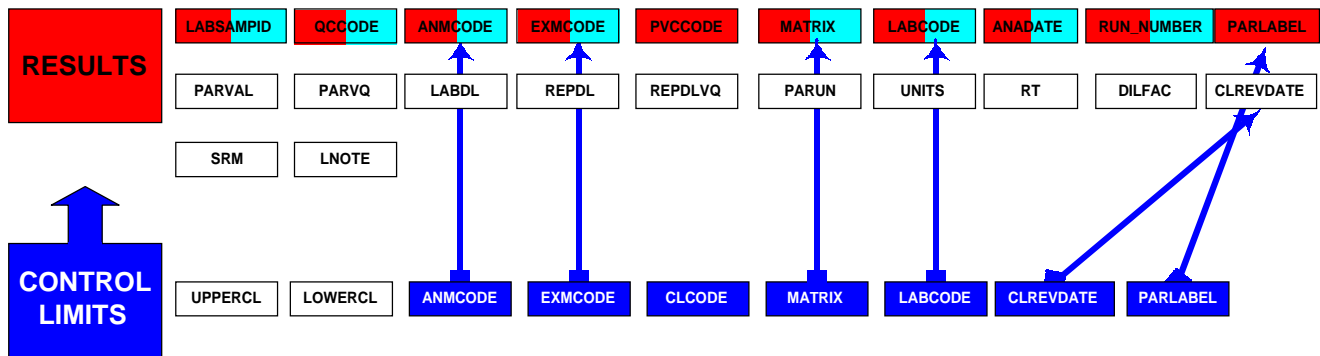 LABSAMPID QCCODE ANMCODE EXMCODE PVCCODE MATRIX LABCODE ANADATE RUN_NUMBER PARLABEL
RESULTS
PARVAL PARVQ LABDL REPDL REPDLVQ PARUN UNITS RT DILFAC CLREVDATE
SRM LNOTE
CONTROL
LIMITS
UPPERCL LOWERCL ANMCODE EXMCODE CLCODE MATRIX LABCODE CLREVDATE PARLABEL